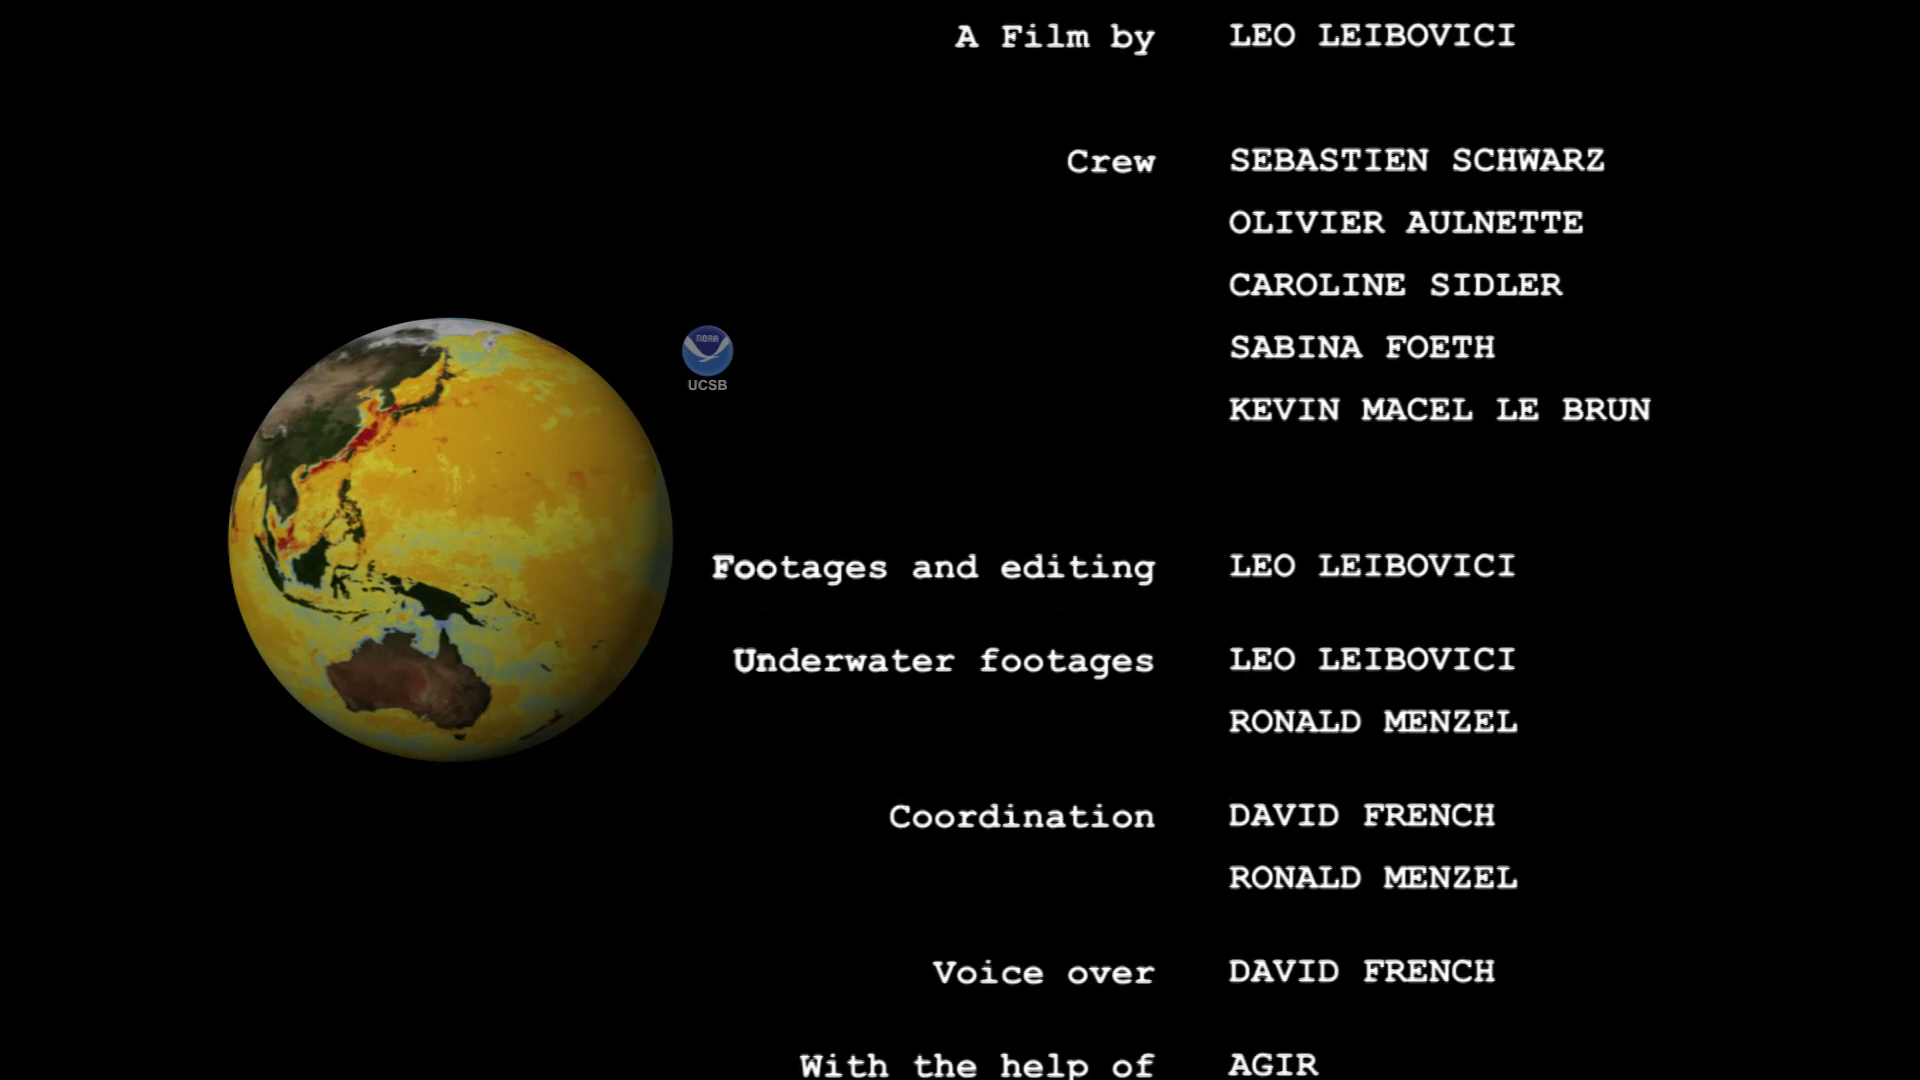 A Film by LEO LEIBOVICI
Crew SEBASTIEN SCHWARZ
OLIVIER AULNETTE
CAROLINE SIDLER
SABINA FOETH
KEVIN MACEL LE BRUN
NOAA
UCSB
Footages and editing LEO LEIBOVICI
Underwater footages LEO LEIBOVICI
RONALD MENZEL
Coordination DAVID FRENCH
RONALD MENZEL
Voice over DAVID FRENCH
With the help of AGIR